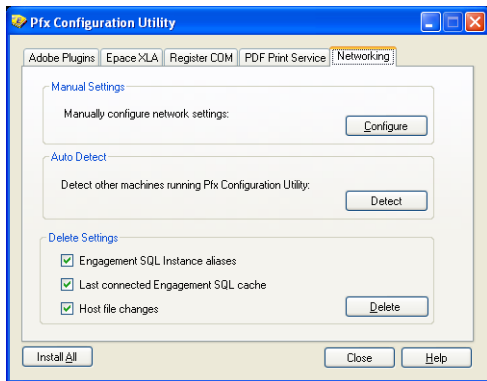 Pfx Configuration Utility
Adobe Plugins Epace XLA Register COM PDF Print Service Networking
Manual Settings
Manually configure network settings:
Configure
Auto Detect
Detect other machines running Pfx Configuration Utility:
Detect
Delete Settings
Engagement SQL Instance aliases
Last connected Engagement SQL cache
Host file changes
Delete
Install All Close Help